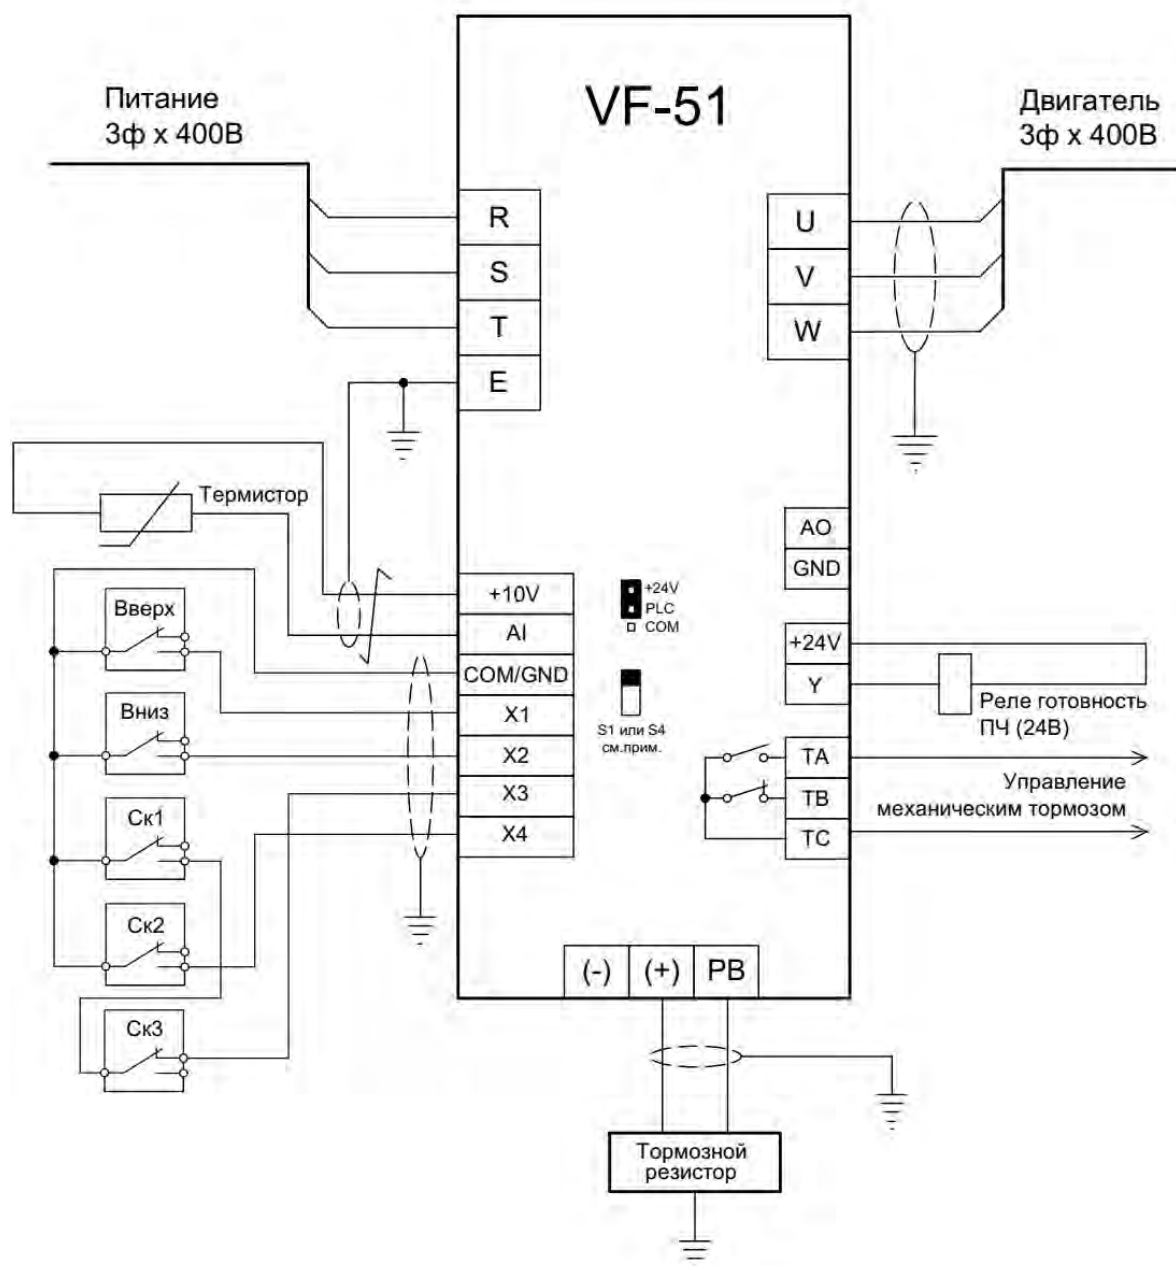 VF-51
Питание
3ф x 400В
Двигатель
3ф x 400В
R
S
T
E
U
V
W
Термистор
AO
GND
+10V
AI
COM/GND
X1
X2
X3
X4
+24V
PLC
COM
S1 или S4
см.прим.
+24V
Y
Реле готовность
ПЧ (24В)
TA
TB
TC
Управление
механическим тормозом
Вверх
Вниз
Ск1
Ск2
Ск3
(-)
(+)
PB
Тормозной
резистор